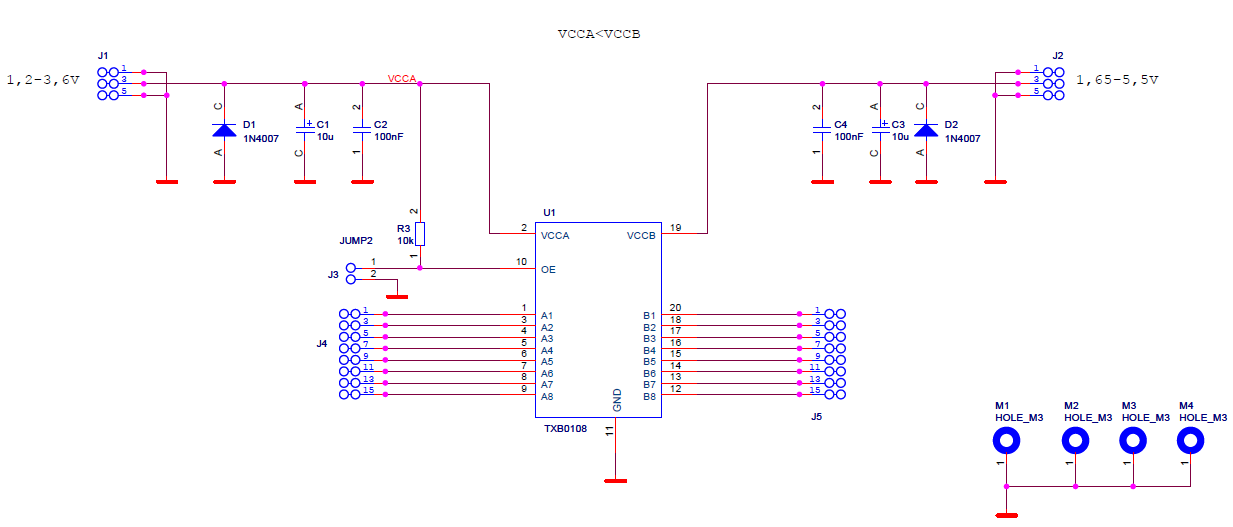 VCCA<VCCB
J1
1,2-3,6V
1
3
5
VCCA
J2
1,65-5,5V
1
3
5
C
D1
1N4007
A
A
+
C1
10u
C
2
C2
100nF
1
2
C4
100nF
1
A
+
C3
10u
C
C
D2
1N4007
A
2
R3
10k
1
JUMP2
J3
1
2
U1
2
VCCA
VCCB
19
10
OE
1
A1
B1
20
3
A2
B2
18
4
A3
B3
17
5
A4
B4
16
6
A5
B5
15
7
A6
B6
14
8
A7
B7
13
9
A8
B8
12
GND
11
TXB0108
J4
1
3
5
7
9
11
13
15
1
3
5
7
9
11
13
15
J5
M1
HOLE_M3
1
M2
HOLE_M3
1
M3
HOLE_M3
1
M4
HOLE_M3
1